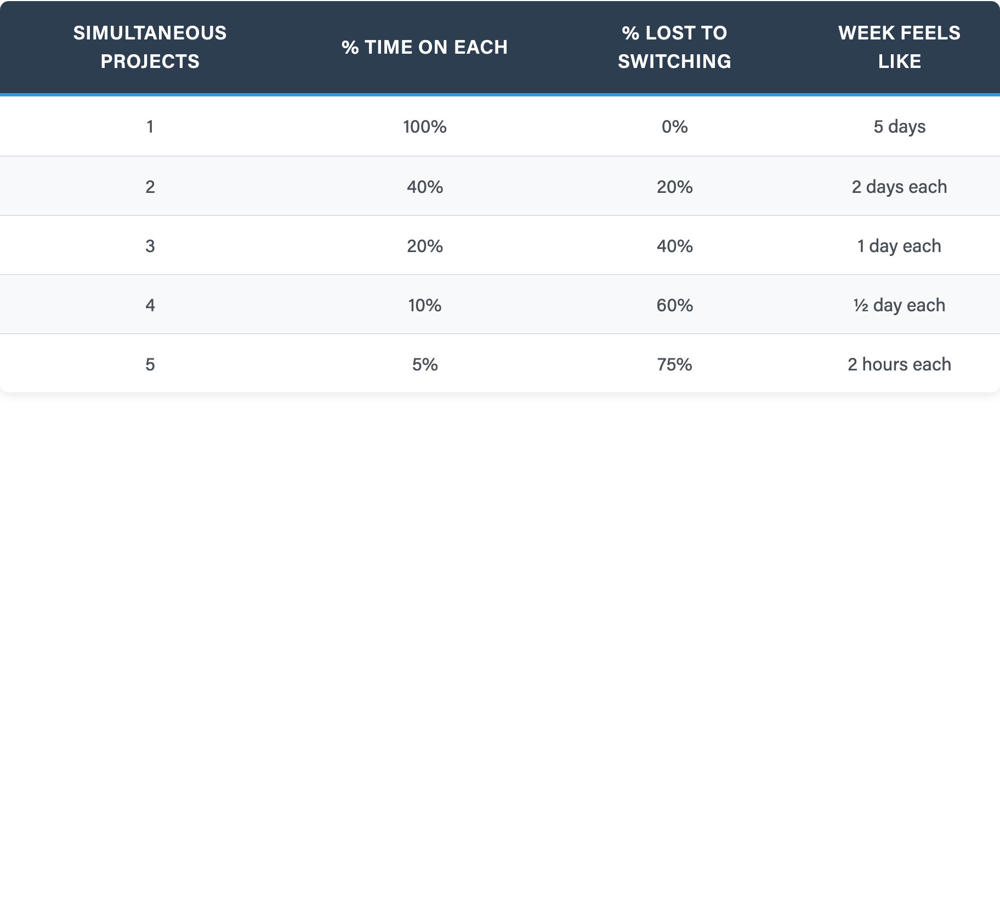 SIMULTANEOUS
PROJECTS
% TIME ON EACH
% LOST TO
SWITCHING
WEEK FEELS
LIKE
1 100% 0% 5 days
2 40% 20% 2 days each
3 20% 40% 1 day each
4 10% 60% ½ day each
5 5% 75% 2 hours each